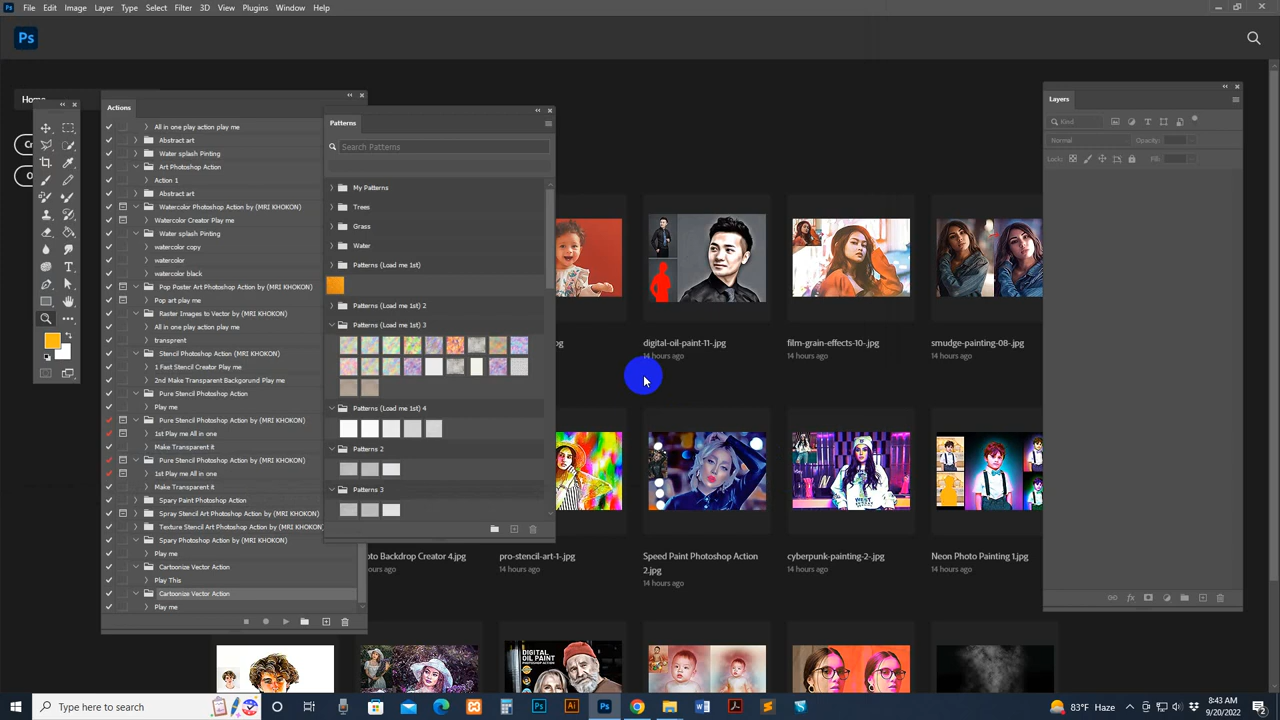 Ps File Edit Image Layer Type Select Filter 3D View Plugins Window Help
Ps
Home
Actions
All in one play action play me
Abstract art
Water splash Pinting
Art Photoshop Action
Action 1
Abstract art
Watercolor Photoshop Action by (MRI KHOKON)
Watercolor Creator Play me
Water splash Pinting
watercolor copy
watercolor
watercolor black
Pop Poster Art Photoshop Action by (MRI KHOKON)
Pop art play me
Raster Images to Vector by (MRI KHOKON)
All in one play action play me
transprent
Stencil Photoshop Action (MRI KHOKON)
1 Fast Stencel Creator Play me
2nd Make Transparent Backgorund Play me
Pure Stencil Photoshop Action
Play me
Pure Stencil Photoshop Action by (MRI KHOKON)
1st Play me All in one
Make Transparent it
Pure Stencil Photoshop Action by (MRI KHOKON)
1st Play me All in one
Make Transparent it
Spary Paint Photoshop Action
Spray Stencil Art Photoshop Action by (MRI KHOKON)
Texture Stencil Art Photoshop Action by (MRI KHOKON)
Spary Photoshop Action by (MRI KHOKON)
Play me
Cartoonize Vector Action
Play This
Cartoonize Vector Action
Play me
Patterns
Search Patterns
My Patterns
Trees
Grass
Water
Patterns (Load me 1st)
Patterns (Load me 1st) 2
Patterns (Load me 1st) 3
Patterns (Load me 1st) 4
Patterns 2
Patterns 3
digital-oil-paint-11-.jpg
14 hours ago
film-grain-effects-10-.jpg
14 hours ago
smudge-painting-08-.jpg
14 hours ago
oto Backdrop Creator 4.jpg
14 hours ago
pro-stencil-art-1-.jpg
14 hours ago
Speed Paint Photoshop Action
2.jpg
14 hours ago
cyberpunk-painting-2-.jpg
14 hours ago
Neon Photo Painting 1.jpg
14 hours ago
DIGITAL
OIL PAINT
Layers
Kind
Normal
Opacity:
Lock:
Fill:
fx
Type here to search
83°F Haze
8:43 AM
9/20/2022